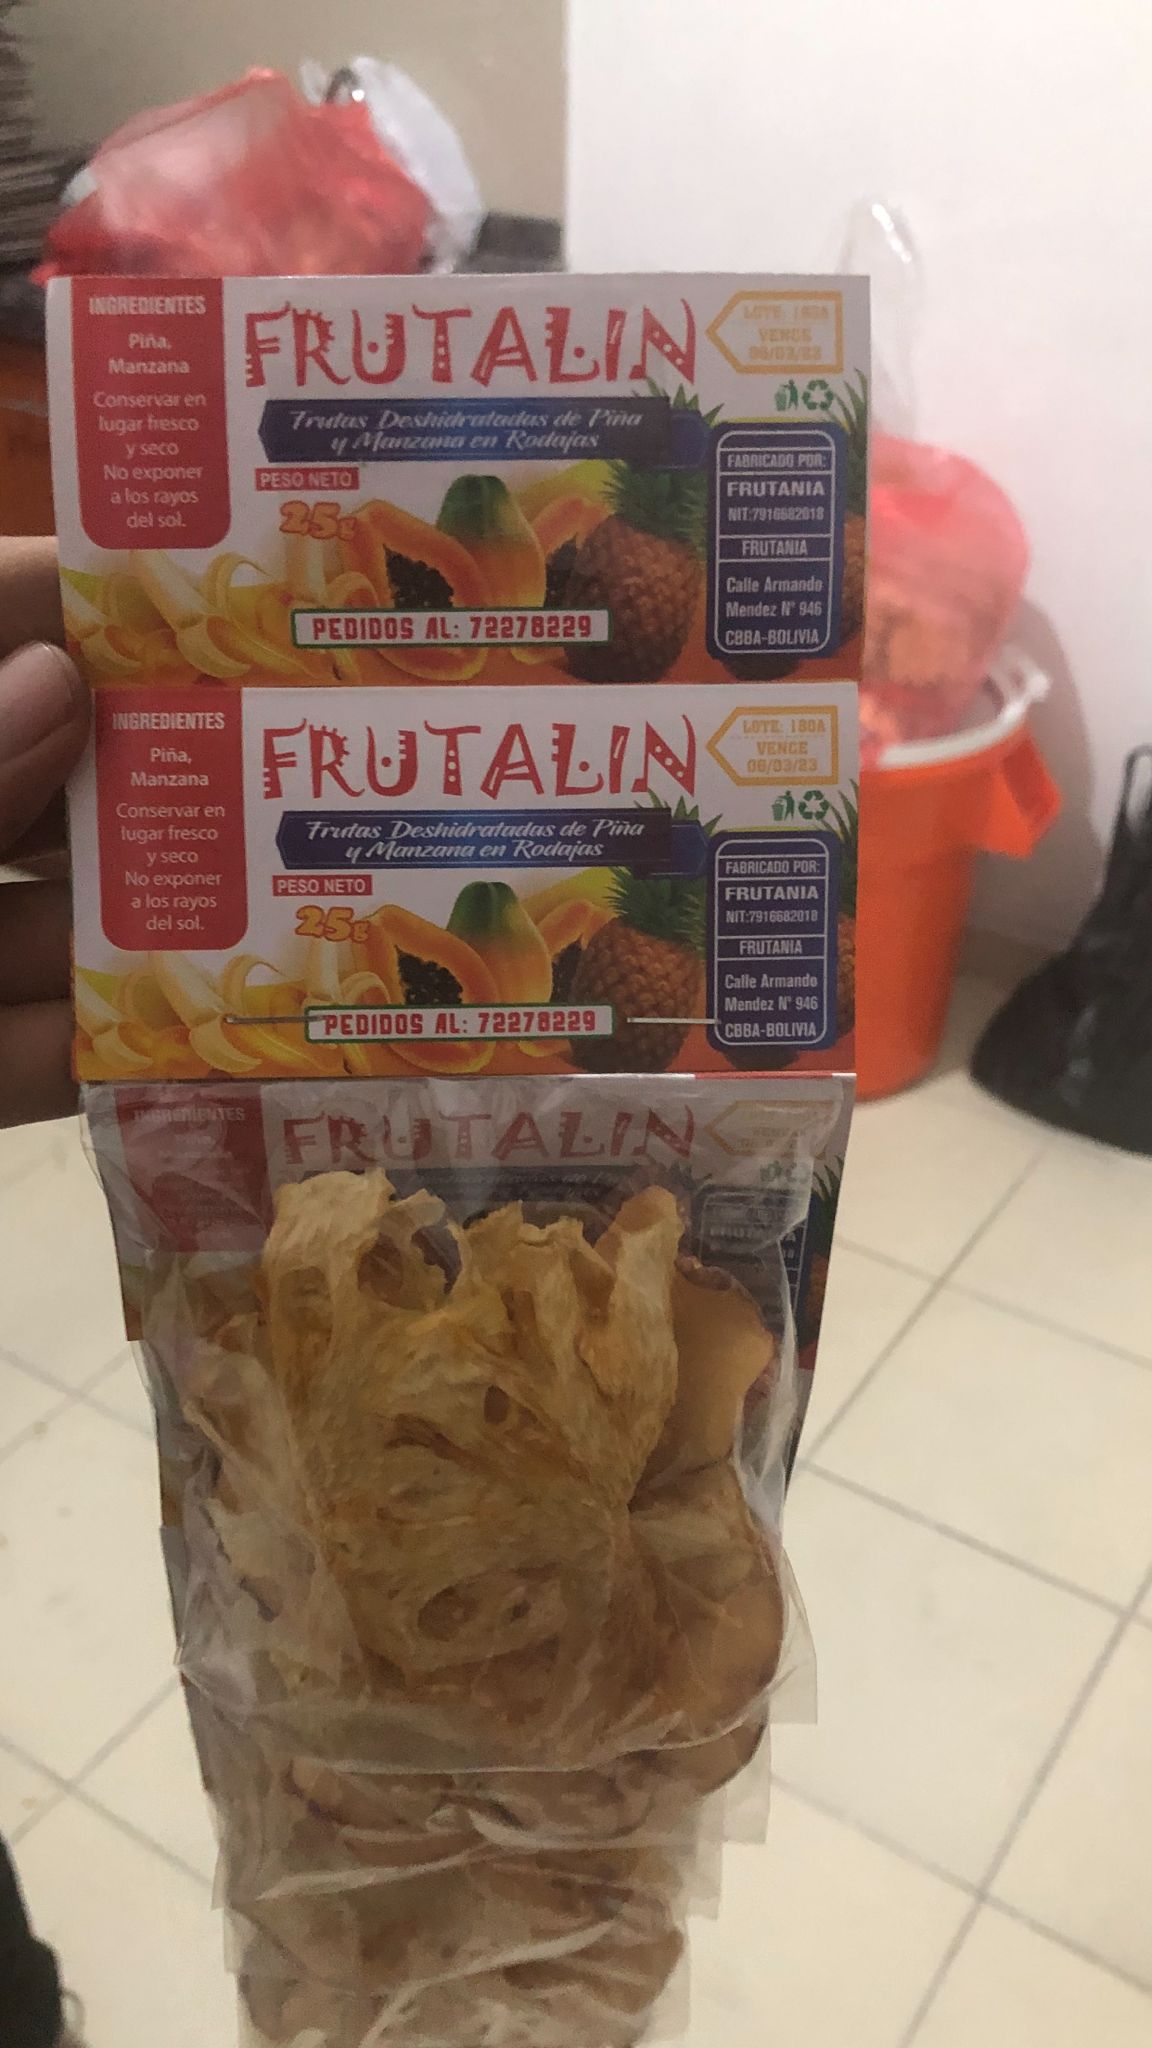 INGREDIENTES
Piña,
Manzana
Conservar en
lugar fresco
y seco
No exponer
a los rayos
del sol.
FRUTALIN
Frutas Deshidratadas de Piña
y Manzana en Rodajas
PESO NETO
25g
PEDIDOS AL: 72278229
LOTE: 180A
VENCE
06/03/23
FABRICADO POR:
FRUTANIA
NIT:7916682018
FRUTANIA
Calle Armando
Mendez N° 946
CBBA-BOLIVIA
INGREDIENTES
Piña,
Manzana
Conservar en
lugar fresco
y seco
No exponer
a los rayos
del sol.
FRUTALIN
Frutas Deshidratadas de Piña
y Manzana en Rodajas
PESO NETO
25g
PEDIDOS AL: 72278229
LOTE: 180A
VENCE
06/03/23
FABRICADO POR:
FRUTANIA
NIT:7916682018
FRUTANIA
Calle Armando
Mendez N° 946
CBBA-BOLIVIA
INGREDIENTES
FRUTALIN